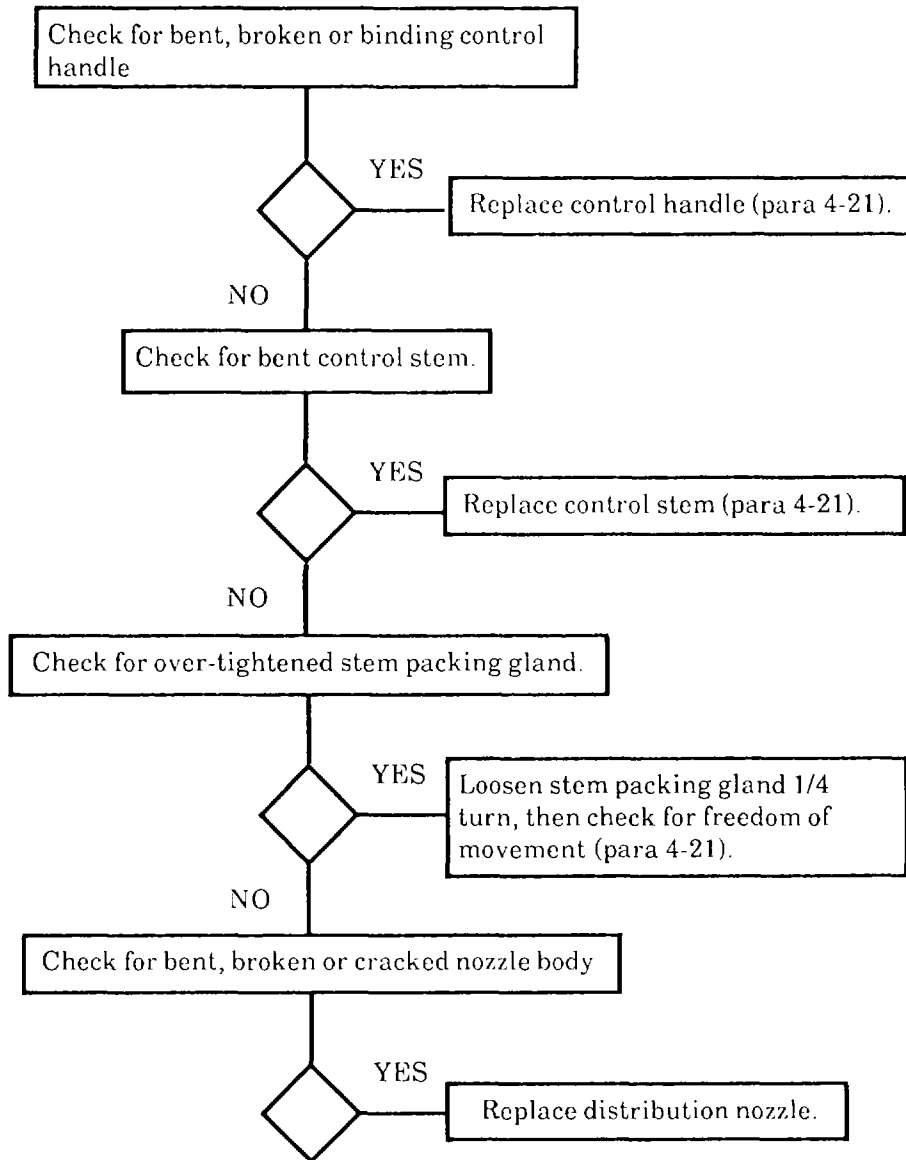 Check for bent, broken or binding control
handle
YES
Replace control handle (para 4-21).
NO
Check for bent control stem.
YES
Replace control stem (para 4-21).
NO
Check for over-tightened stem packing gland.
YES
Loosen stem packing gland 1/4
turn, then check for freedom of
movement (para 4-21).
NO
Check for bent, broken or cracked nozzle body
YES
Replace distribution nozzle.